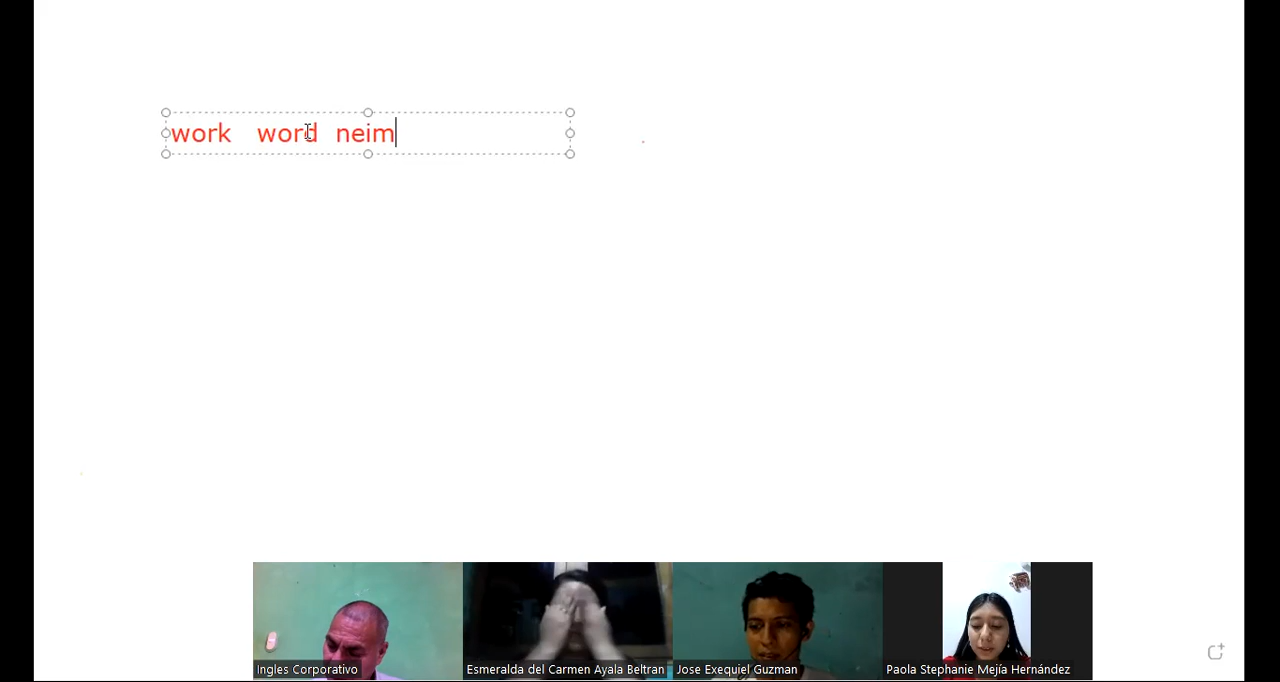 work word neim
Ingles Corporativo
Esmeralda del Carmen Ayala Beltran
Jose Exequiel Guzman
Paola Stephanie Mejía Hernández